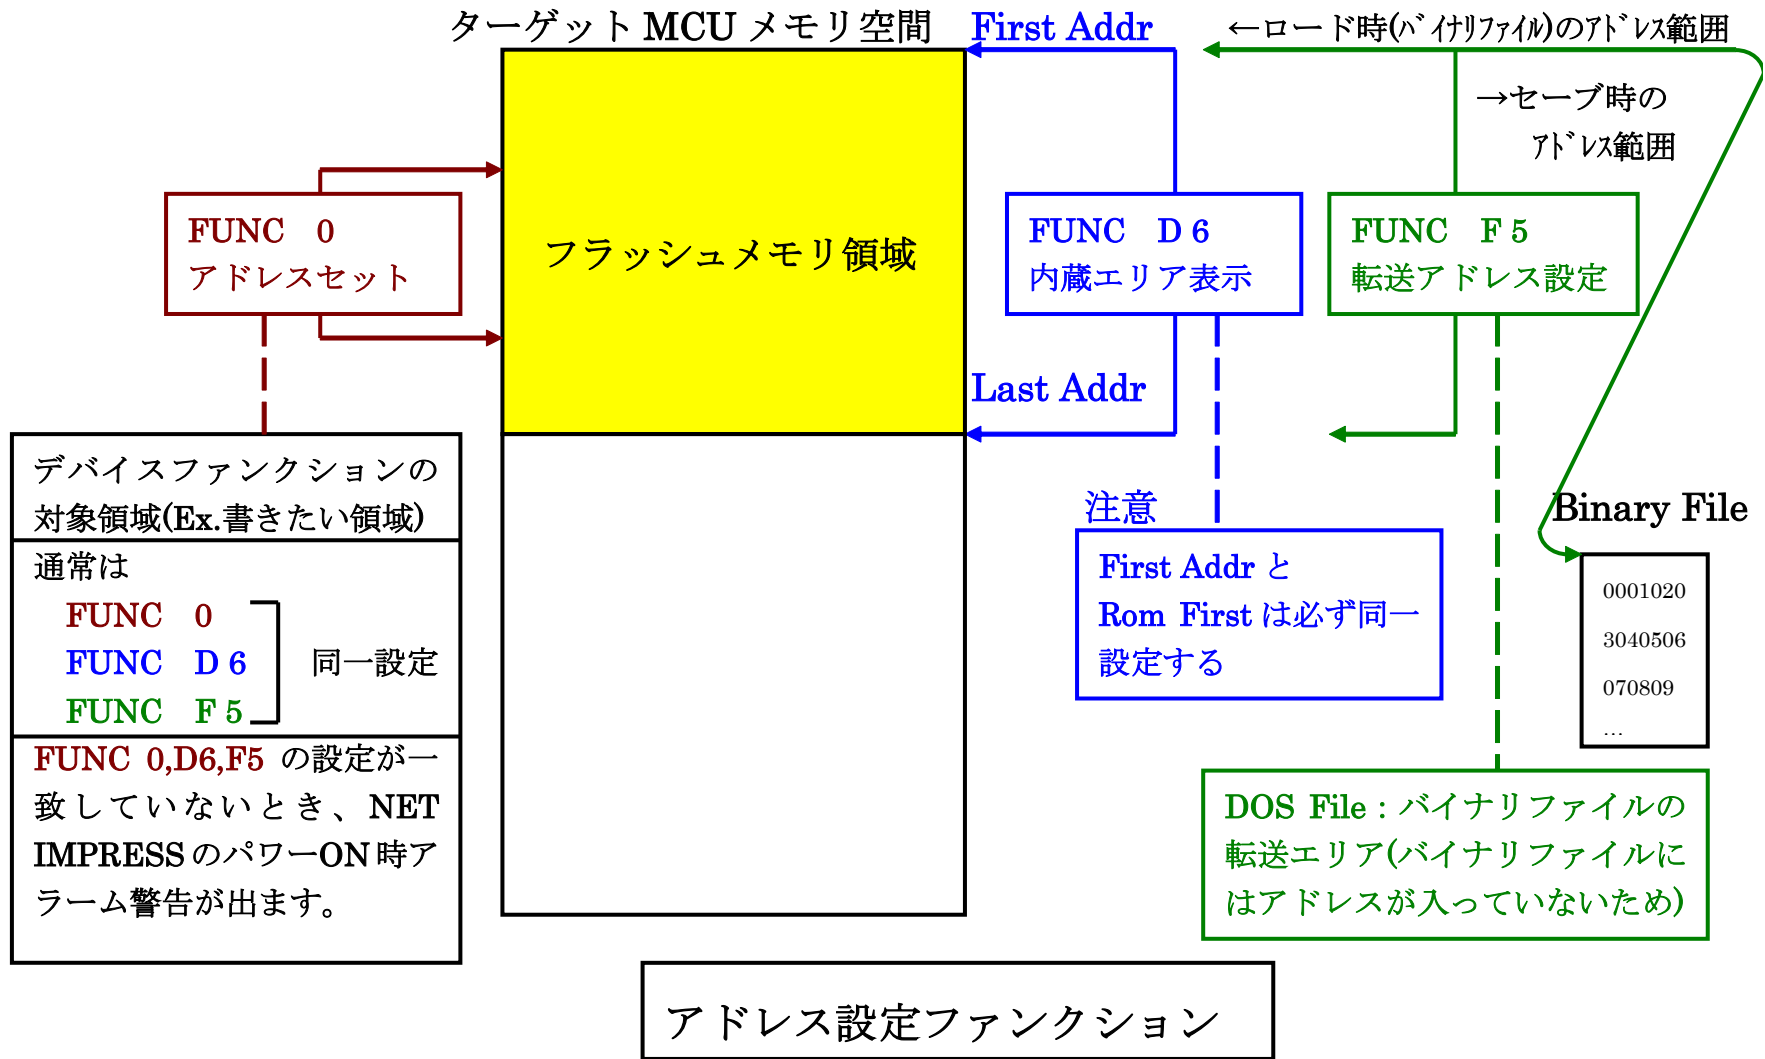 ターゲット MCU メモリ空間
First Addr
←ロード時(ﾊﾞｲﾅﾘﾌｧｲﾙ)のｱﾄﾞﾚｽ範囲
→セーブ時の
ｱﾄﾞﾚｽ範囲
FUNC 0
アドレスセット
フラッシュメモリ領域
FUNC D 6
内蔵エリア表示
FUNC F 5
転送アドレス設定
Last Addr
デバイスファンクションの
対象領域(Ex.書きたい領域)
通常は
FUNC 0
FUNC D 6
同一設定
FUNC F 5
FUNC 0,D6,F5 の設定が一
致していないとき、NET
IMPRESS のパワーON 時ア
ラーム警告が出ます。
注意
First Addr と
Rom First は必ず同一
設定する
Binary File
0001020
3040506
070809
…
DOS File：バイナリファイルの
転送エリア(バイナリファイルに
はアドレスが入っていないため)
アドレス設定ファンクション